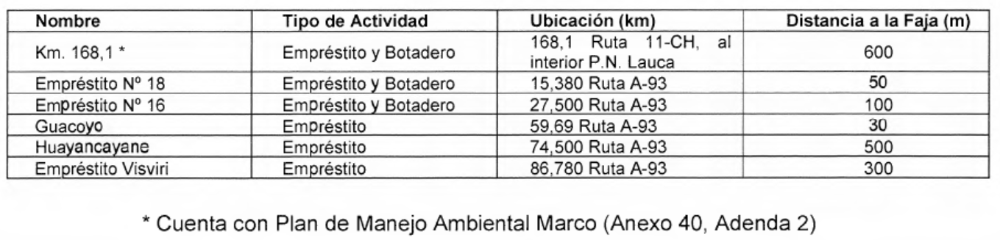 Nombre Tipo de Actividad Ubicación (km) Distancia a la Faja (m)
Km. 168,1 * Empréstito y Botadero 168,1 Ruta 11-CH, al
interior P.N. Lauca 600
Empréstito Nº 18 Empréstito y Botadero 15,380 Ruta A-93 50
Empréstito Nº 16 Empréstito y Botadero 27,500 Ruta A-93 100
Guacoyo Empréstito 59,69 Ruta A-93 30
Huayancayane Empréstito 74,500 Ruta A-93 500
Empréstito Visviri Empréstito 86,780 Ruta A-93 300
* Cuenta con Plan de Manejo Ambiental Marco (Anexo 40, Adenda 2)